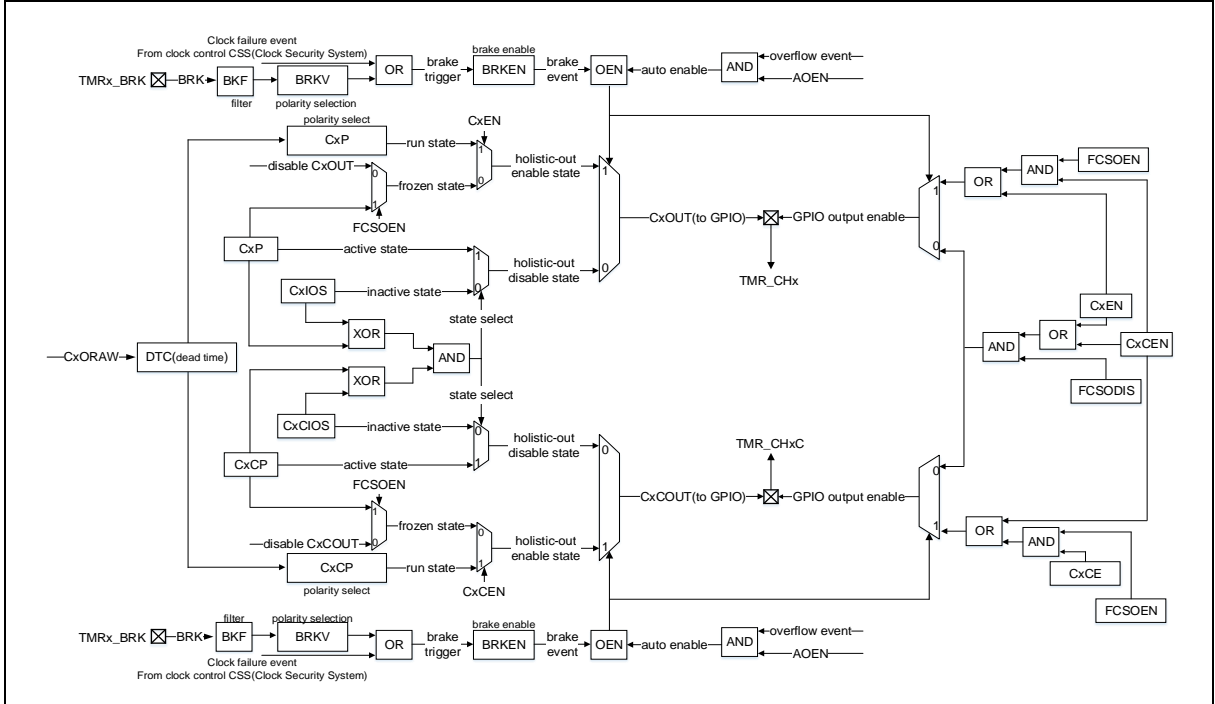 Clock failure event
From clock control CSS(Clock Security System)
TMRx_BRK
BRK
BKF
filter
BRKV
polarity selection
OR
brake
trigger
brake enable
BRKEN
brake
event
OEN
auto enable
AND
overflow event
AOEN
polarity select
CxP
run state
CxEN
1
0
disable CxOUT
0
1
frozen state
FCSOEN
holistic-out
enable state
1
0
CxOUT(to GPIO)
GPIO output enable
TMR_CHx
1
0
OR
AND
FCSOEN
CxP
active state
1
0
holistic-out
disable state
CxIOS
inactive state
state select
XOR
AND
CxORAW
DTC(dead time)
XOR
state select
CxEN
OR
CxCEN
AND
FCSODIS
CxCIOS
inactive state
0
1
holistic-out
disable state
CxCP
active state
FCSOEN
1
0
frozen state
disable CxCOUT
0
1
CxCEN
holistic-out
enable state
0
1
CxCOUT(to GPIO)
GPIO output enable
TMR_CHxC
0
1
OR
AND
CxCE
FCSOEN
CxCP
polarity select
run state
TMRx_BRK
BRK
filter
BKF
polarity selection
BRKV
Clock failure event
From clock control CSS(Clock Security System)
OR
brake
trigger
brake enable
BRKEN
brake
event
OEN
auto enable
AND
overflow event
AOEN